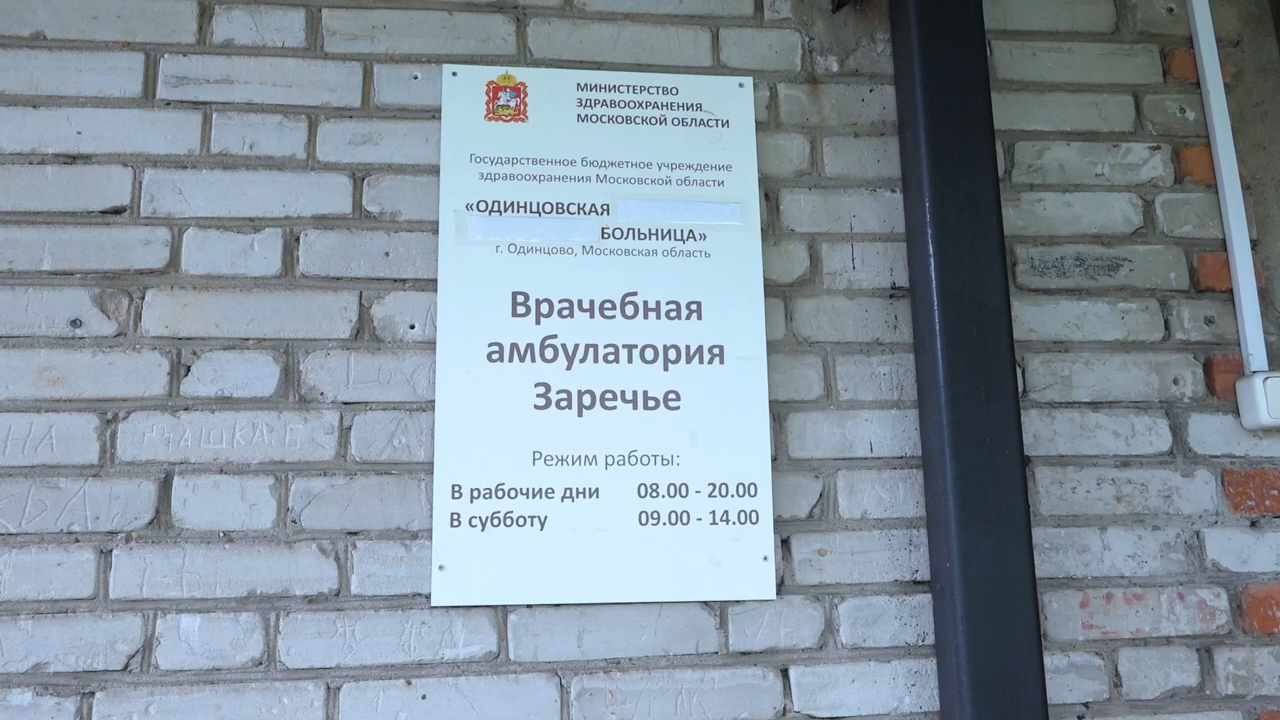 МИНИСТЕРСТВО
ЗДРАВООХРАНЕНИЯ
МОСКОВСКОЙ ОБЛАСТИ
Государственное бюджетное учреждение
здравоохранения Московской области
«ОДИНЦОВСКАЯ
БОЛЬНИЦА»
г. Одинцово, Московская область
Врачебная
амбулатория
Заречье
Режим работы:
В рабочие дни 08.00 - 20.00
В субботу 09.00 - 14.00